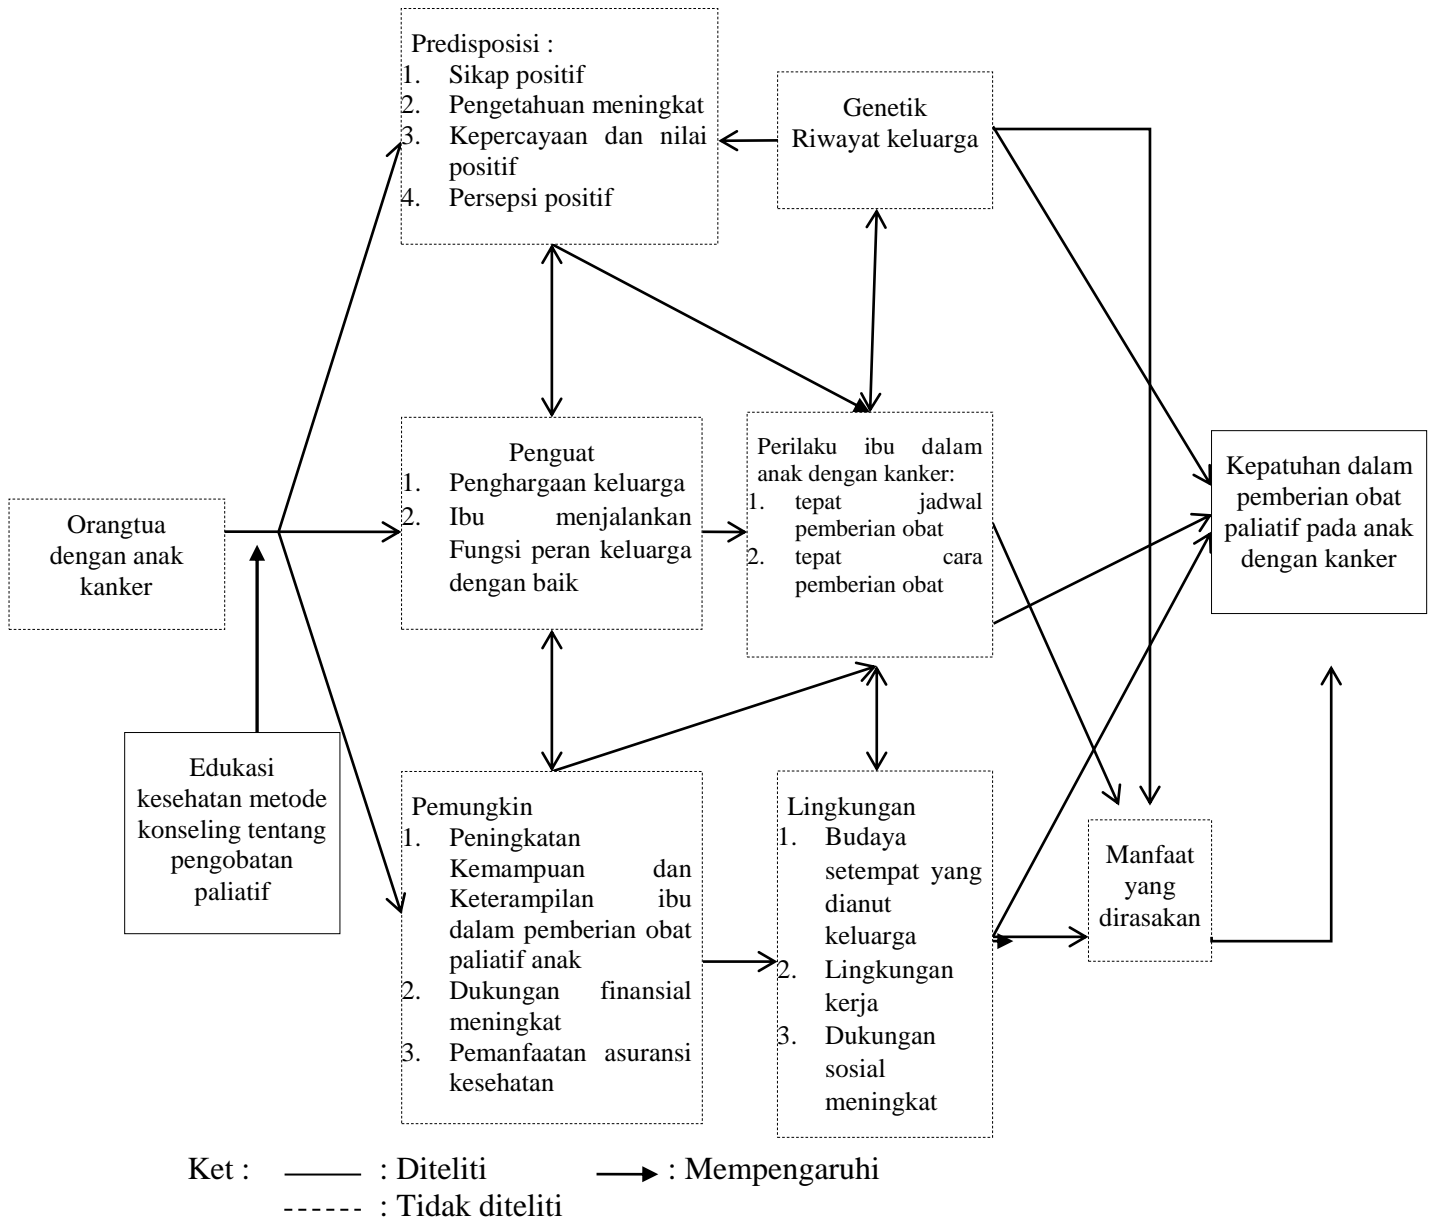 Predisposisi :
1. Sikap positif
2. Pengetahuan meningkat
3. Kepercayaan dan nilai
positif
4. Persepsi positif
Genetik
Riwayat keluarga
Penguat
1. Penghargaan keluarga
2. Ibu menjalankan
Fungsi peran keluarga
dengan baik
Perilaku ibu dalam
anak dengan kanker:
1. tepat jadwal
pemberian obat
2. tepat cara
pemberian obat
Kepatuhan dalam
pemberian obat
paliatif pada anak
dengan kanker
Orangtua
dengan anak
kanker
Edukasi
kesehatan metode
konseling tentang
pengobatan
paliatif
Pemungkin
1. Peningkatan
Kemampuan dan
Keterampilan ibu
dalam pemberian obat
paliatif anak
2. Dukungan finansial
meningkat
3. Pemanfaatan asuransi
kesehatan
Lingkungan
1. Budaya
setempat yang
dianut
keluarga
2. Lingkungan
kerja
3. Dukungan
sosial
meningkat
Manfaat
yang
dirasakan
Ket : : Diteliti : Mempengaruhi
: Tidak diteliti